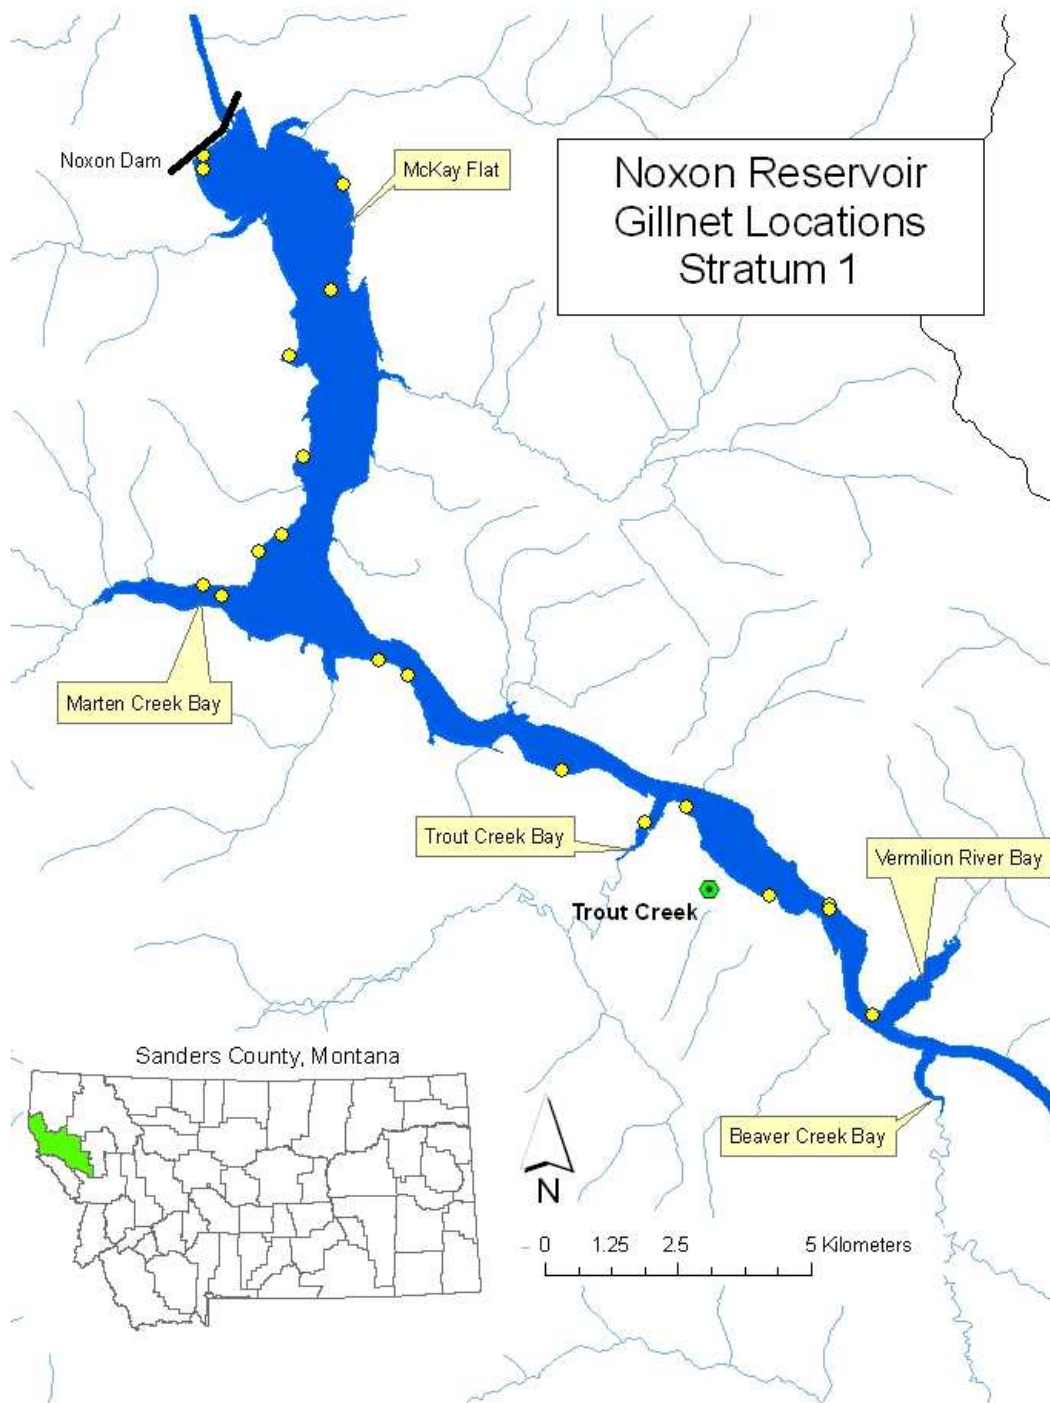 Noxon Dam
McKay Flat
Noxon Reservoir
Gillnet Locations
Stratum 1
Marten Creek Bay
Trout Creek Bay
Vermilion River Bay
Trout Creek
Sanders County, Montana
Beaver Creek Bay
N
0 1.25 2.5 5 Kilometers